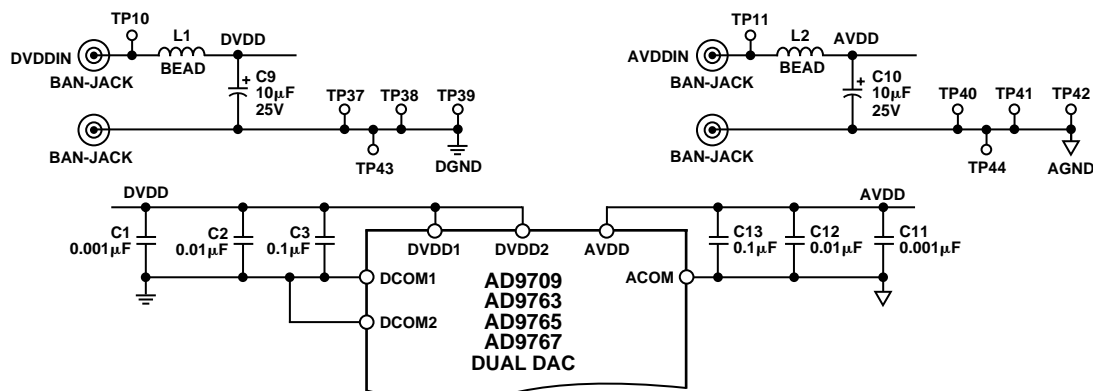 TP10
L1
DVDD
DVDDIN
BEAD
BAN-JACK
C9
10µF
25V
TP37
TP38
TP39
BAN-JACK
TP43
DGND
TP11
L2
AVDD
AVDDIN
BEAD
BAN-JACK
C10
10µF
25V
TP40
TP41
TP42
BAN-JACK
TP44
AGND
DVDD
C1
0.001µF
C2
0.01µF
C3
0.1µF
DVDD1
DVDD2
AVDD
AVDD
C13
0.1µF
C12
0.01µF
C11
0.001µF
DCOM1
DCOM2
ACOM
AD9709
AD9763
AD9765
AD9767
DUAL DAC